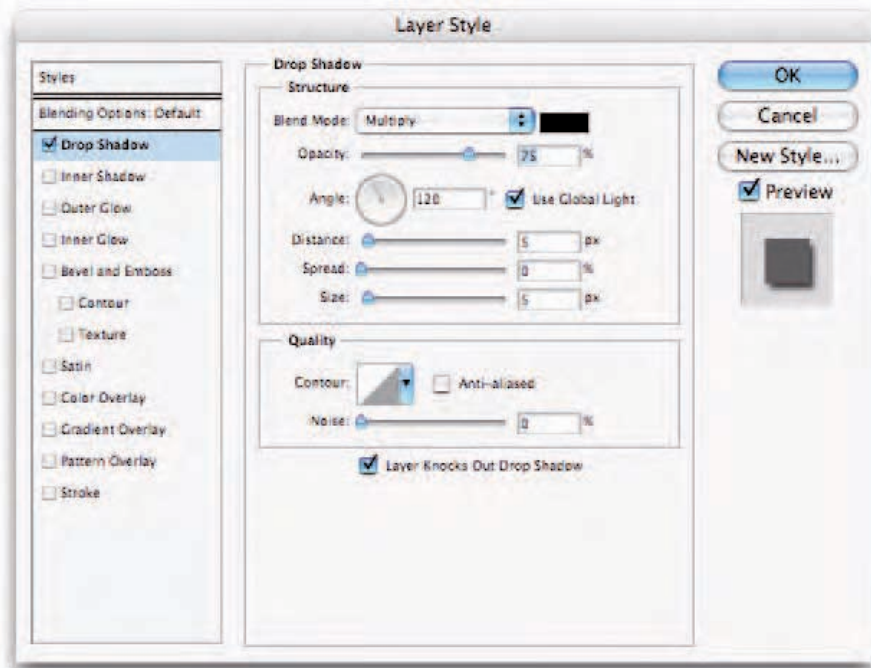 Layer Style
Styles
Blending Options: Default
Drop Shadow
Inner Shadow
Outer Glow
Inner Glow
Bevel and Emboss
Contour
Texture
Satin
Color Overlay
Gradient Overlay
Pattern Overlay
Stroke
Drop Shadow
Structure
Blend Mode: Multiply
Opacity: 75 %
Angle: 120 ° Use Global Light
Distance: 5 px
Spread: 0 %
Size: 5 px
Quality
Contour: Anti-aliased
Noise: 0 %
Layer Knocks Out Drop Shadow
OK
Cancel
New Style...
Preview